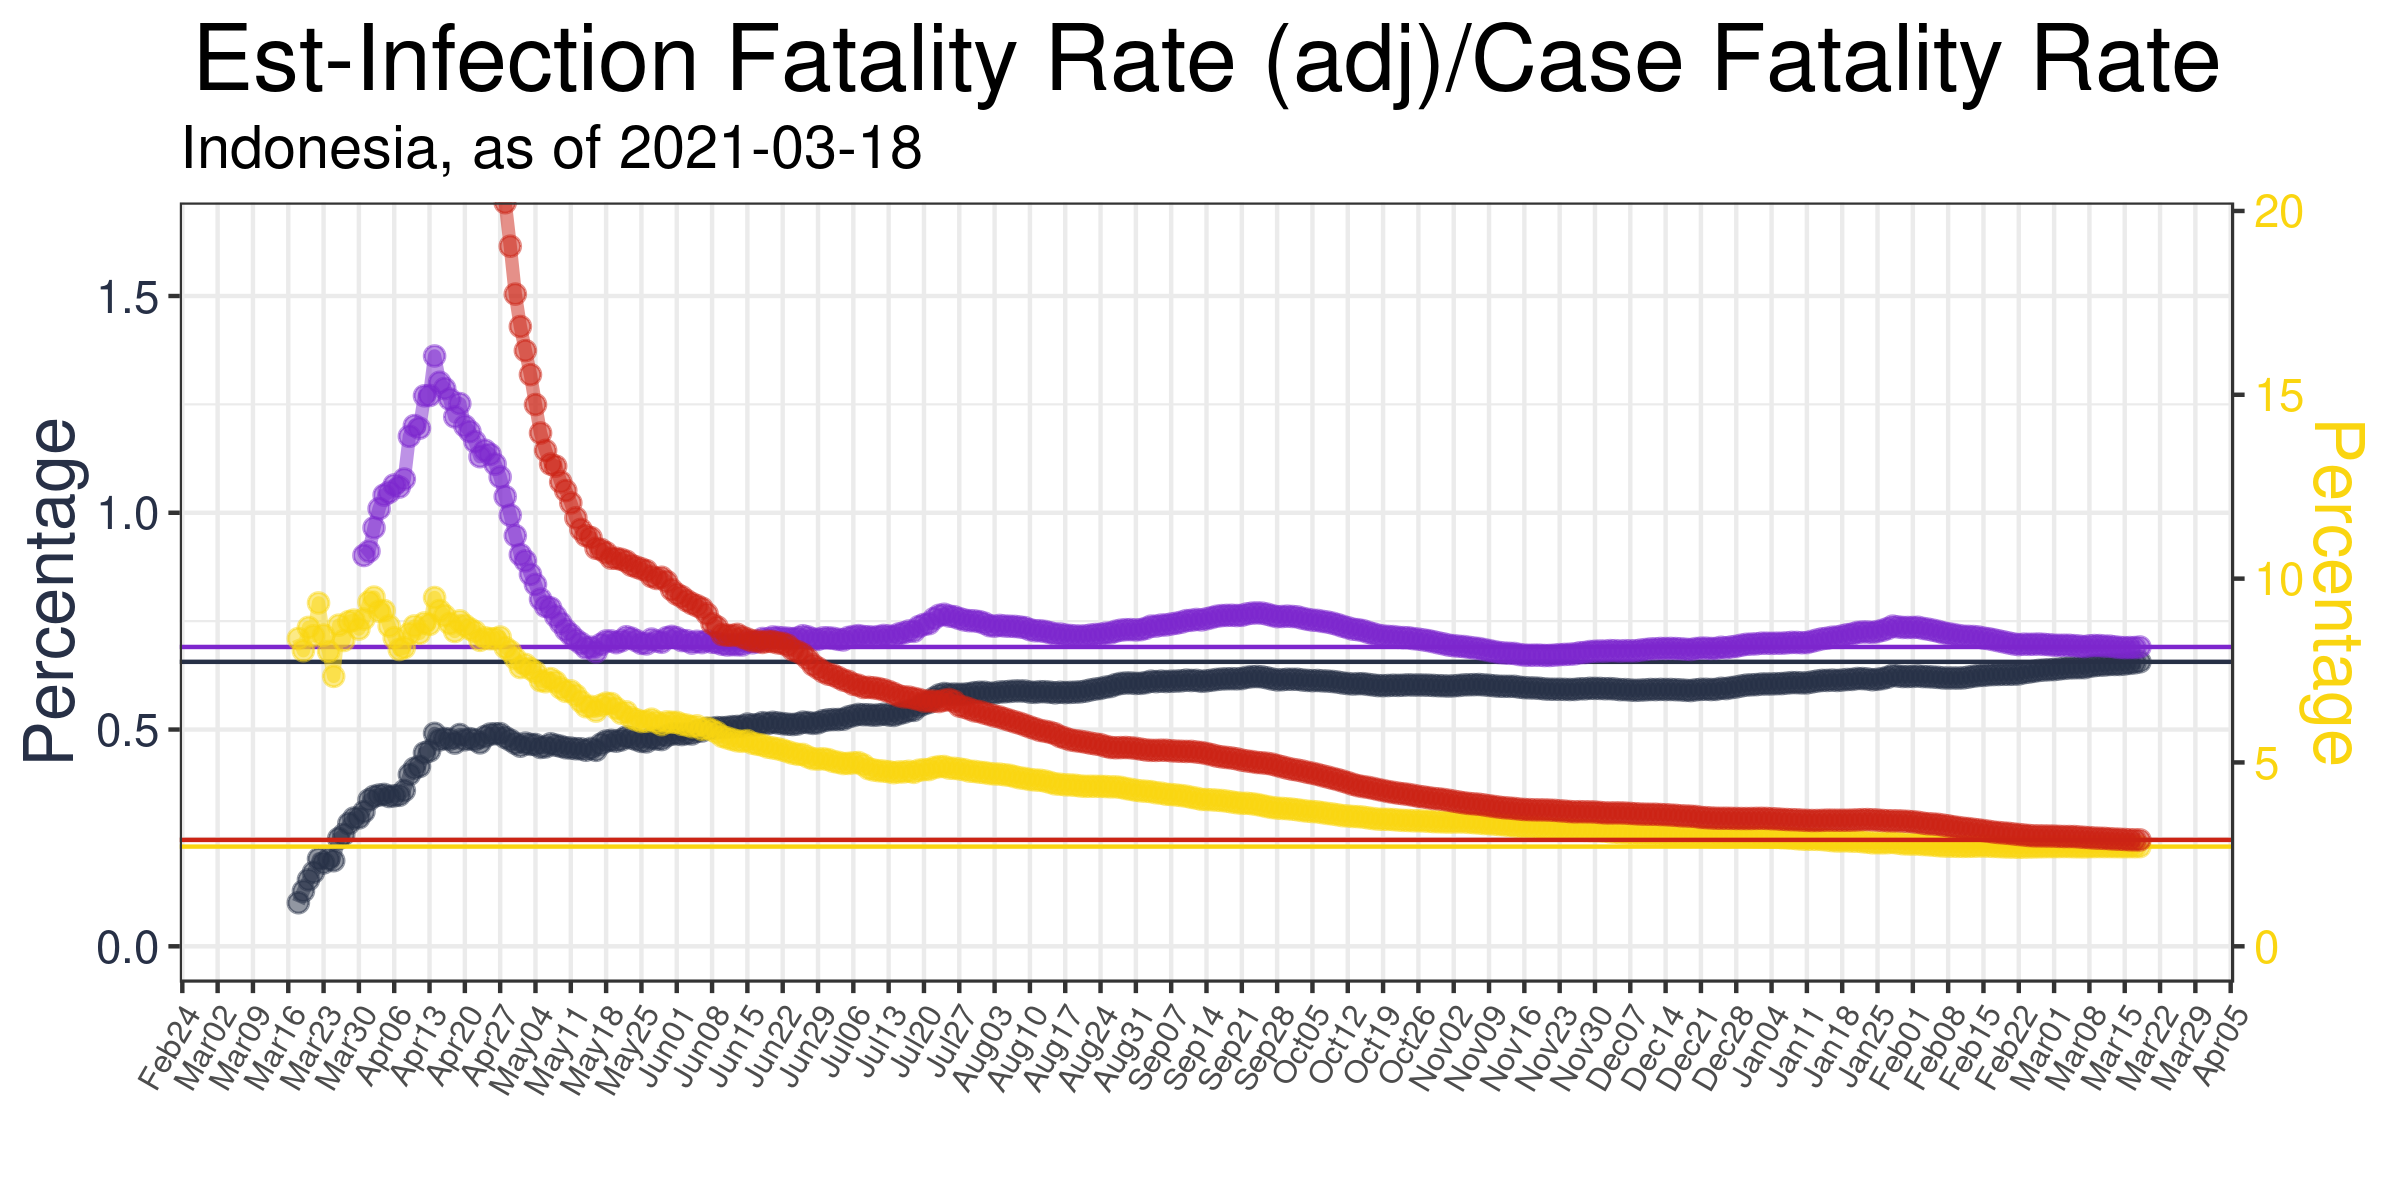 Est-Infection Fatality Rate (adj)/Case Fatality Rate
Indonesia, as of 2021-03-18
Percentage
1.5
1.0
0.5
0.0
20
15
10
5
0
Percentage
Feb24
Mar02
Mar09
Mar16
Mar23
Mar30
Apr06
Apr13
Apr20
Apr27
May04
May11
May18
May25
Jun01
Jun08
Jun15
Jun22
Jun29
Jul06
Jul13
Jul20
Jul27
Aug03
Aug10
Aug17
Aug24
Aug31
Sep07
Sep14
Sep21
Sep28
Oct05
Oct12
Oct19
Oct26
Nov02
Nov09
Nov16
Nov23
Nov30
Dec07
Dec14
Dec21
Dec28
Jan04
Jan11
Jan18
Jan25
Feb01
Feb08
Feb15
Feb22
Mar01
Mar08
Mar15
Mar22
Mar29
Apr05